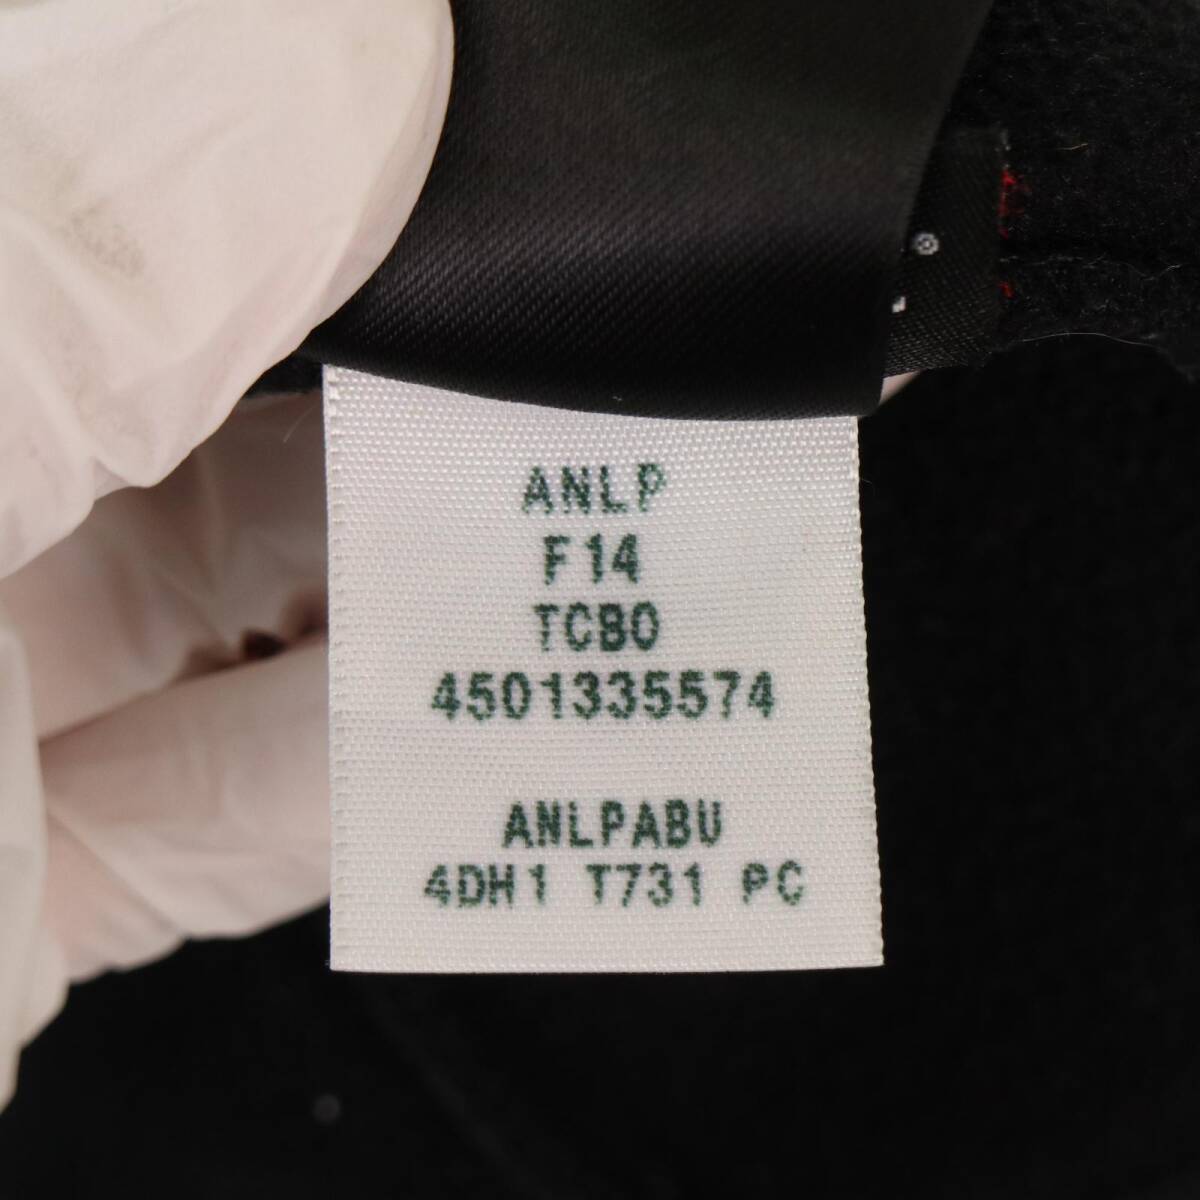 ANLP
F14
TCBO
4501335574
ANLPABU
4DH1 T731 PC